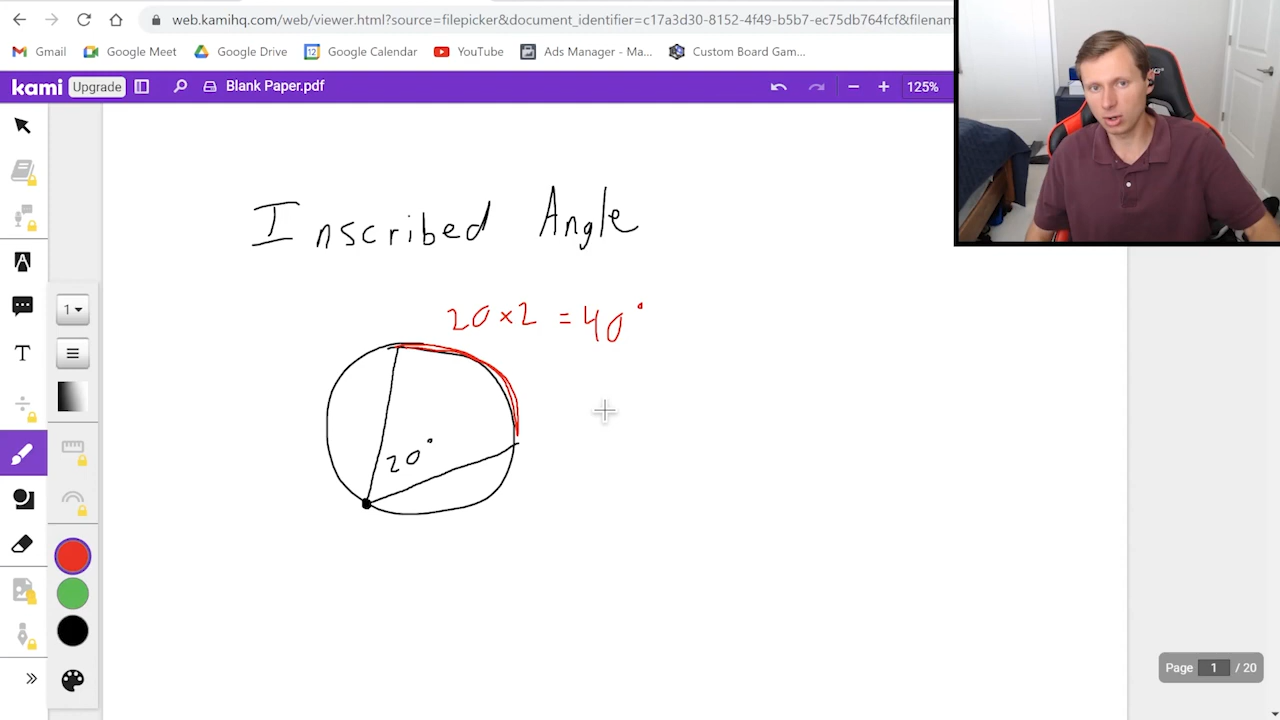 web.kamihq.com/web/viewer.html?source=filepicker&document_identifier=c17a3d30-8152-4f49-b5b7-ec75db764fcf&filenam
Gmail Google Meet Google Drive Google Calendar YouTube Ads Manager - Ma... Custom Board Gam...
kami Upgrade Blank Paper.pdf 125%
Inscribed Angle
20 × 2 = 40°
1
20°
T
Page 1 / 20